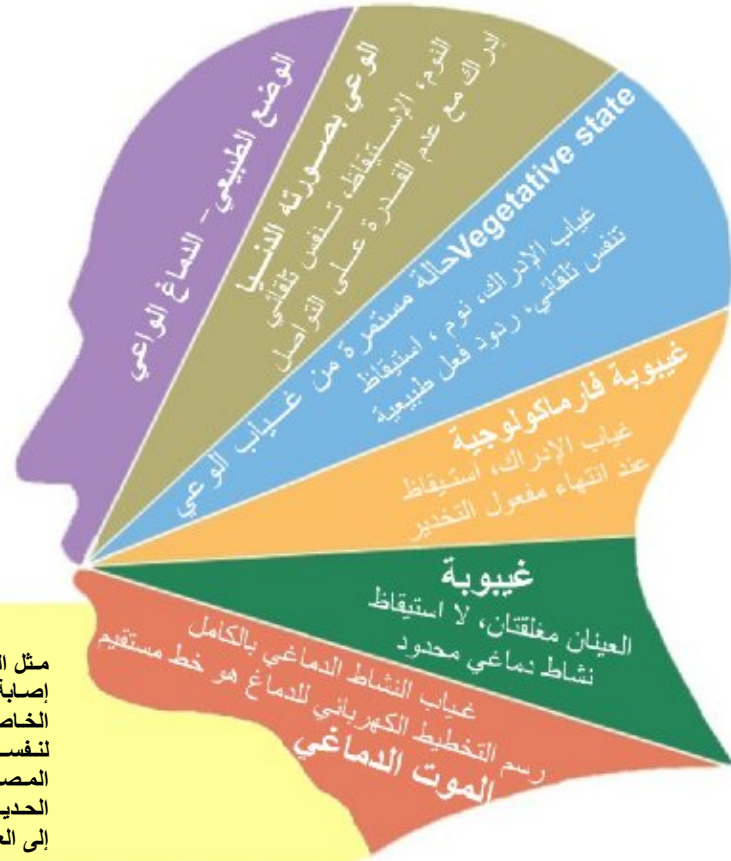 الوضع الطبيعي – الدماغ الواعي
الوعي بصورته الدنيا
النوم، الإستيقاظ، تنفس تلقائي
إدراك مع عدم القدرة على التواصل
حالة مستمرة من غياب الوعي Vegetative state
غياب الإدراك، نوم ، استيقاظ
تنفس تلقائي، ردود فعل طبيعية
غيبوبة فارماكولوجية
غياب الإدراك، استيقاظ
عند انتهاء مفعول التخدير
غيبوبة
العينان مغلقتان، لا استيقاظ
نشاط دماغي محدود
غياب النشاط الدماغي بالكامل
رسم التخطيط الكهربائي للدماغ هو خط مستقيم
الموت الدماغي
مثل
إصابة
الخاص
لنفس
المص
الحدي
إلى